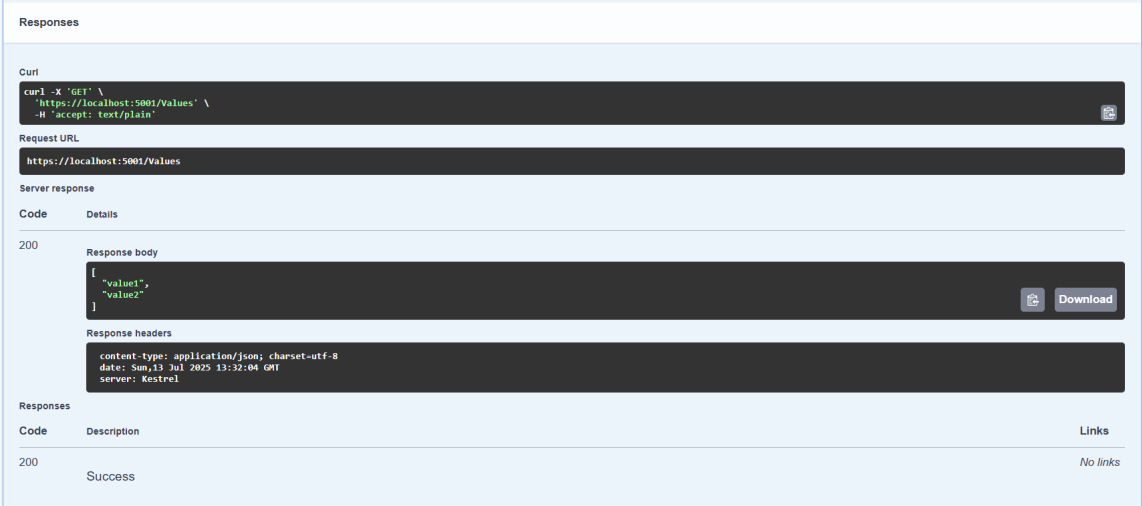 Responses
Curl
curl -X 'GET' \
'https://localhost:5001/Values' \
-H 'accept: text/plain'
Request URL
https://localhost:5001/Values
Server response
Code Details
200
Response body
[
"value1",
"value2"
]
Download
Response headers
content-type: application/json; charset=utf-8
date: Sun,13 Jul 2025 13:32:04 GMT
server: Kestrel
Responses
Code Description Links
200 No links
Success